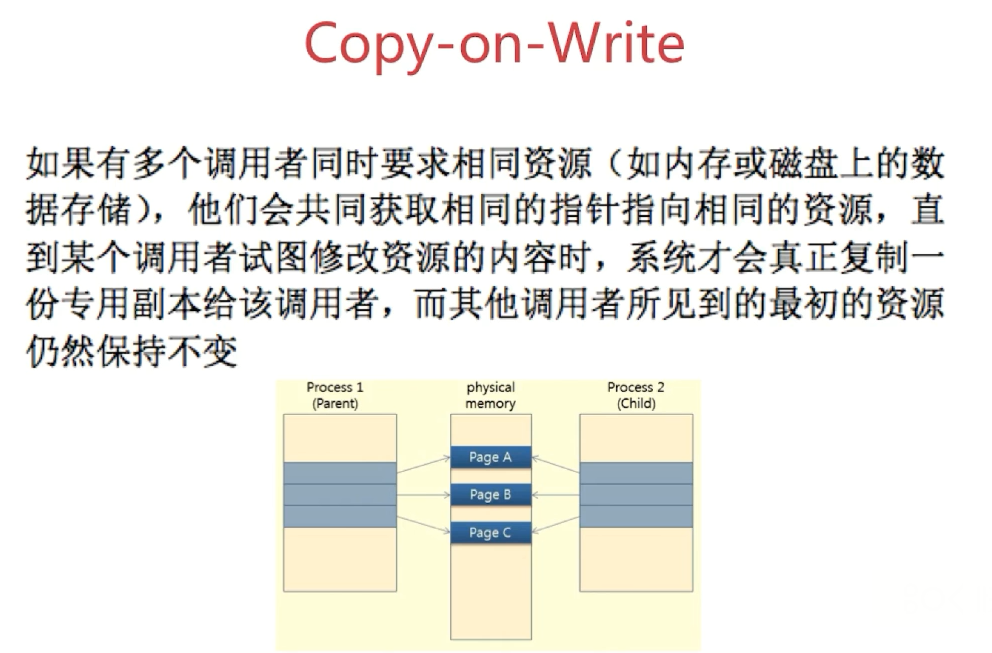 Copy-on-Write
如果有多个调用者同时要求相同资源（如内存或磁盘上的数
据存储），他们会共同获取相同的指针指向相同的资源，直
到某个调用者试图修改资源的内容时，系统才会真正复制一
份专用副本给该调用者，而其他调用者所见到的最初的资源
仍然保持不变
Process 1
(Parent)
physical
memory
Process 2
(Child)
Page A
Page B
Page C